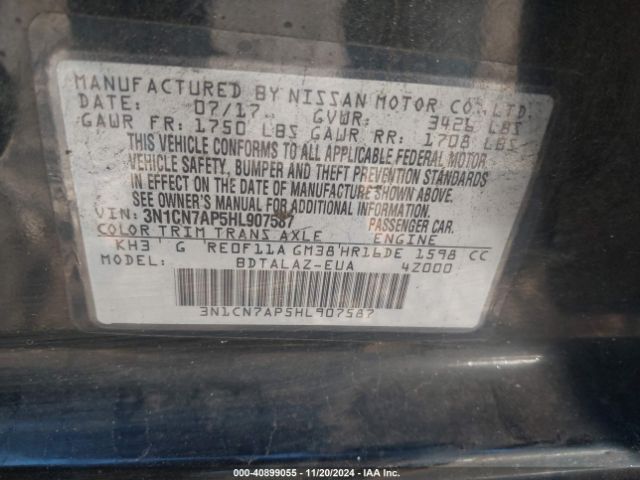 MANUFACTURED BY NISSAN MOTOR CO.,LTD.
DATE: 07/17 GVWR: 3426 LBS
GAWR FR: 1750 LBS GAWR RR: 1708 LBS
THIS VEHICLE CONFORMS TO ALL APPLICABLE FEDERAL MOTOR
VEHICLE SAFETY, BUMPER AND THEFT PREVENTION STANDARDS
IN EFFECT ON THE DATE OF MANUFACTURE SHOWN ABOVE.
SEE OWNER'S MANUAL FOR ADDITIONAL INFORMATION
VIN: 3N1CN7AP5HL907587 PASSENGER CAR.
COLOR TRIM TRANS AXLE ENGINE
KH3 G RE0F11A GM38 HR16DE 1598 CC
MODEL: BDTALAZ-EUA 4Z000
3N1CN7AP5HL907587
000-40899055 - 11/20/2024 - IAA Inc.